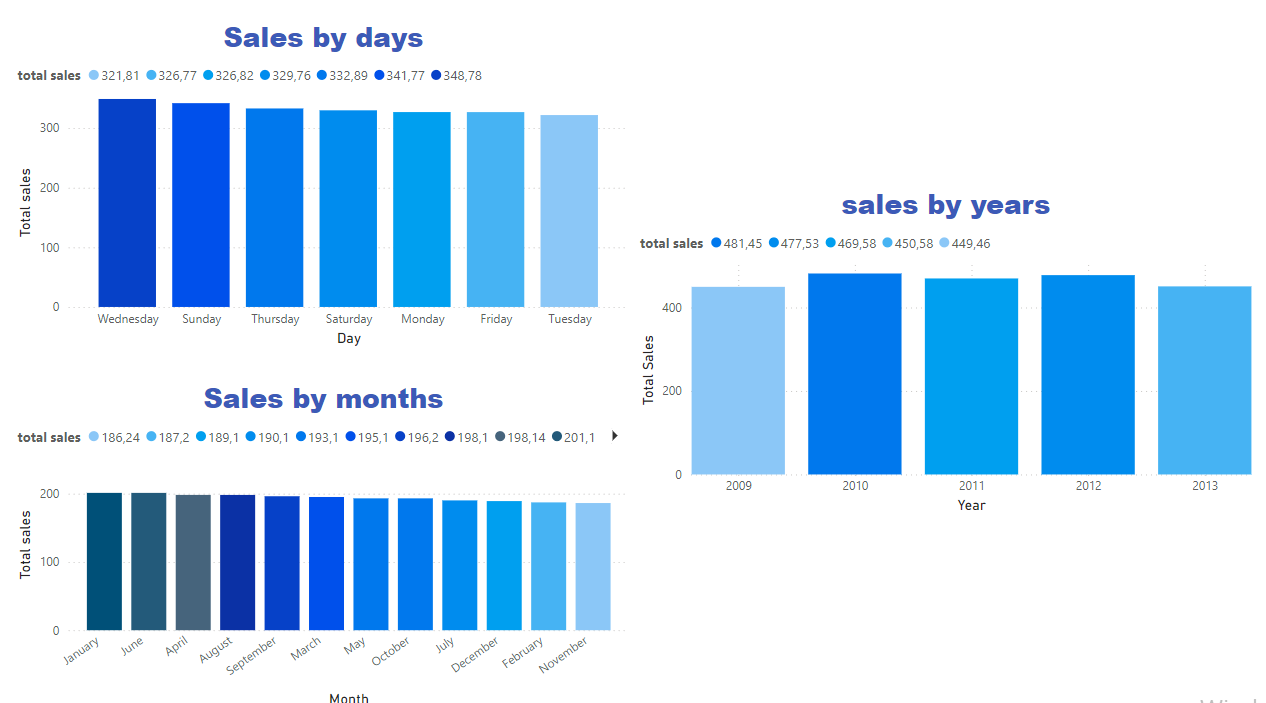 Sales by days
total sales 321,81 326,77 326,82 329,76 332,89 341,77 348,78
Total sales
300
200
100
0
Wednesday Sunday Thursday Saturday Monday Friday Tuesday
Day
Sales by months
total sales 186,24 187,2 189,1 190,1 193,1 195,1 196,2 198,1 198,14 201,1
Total sales
200
100
0
January June April August September March May October July December February November
Month
sales by years
total sales 481,45 477,53 469,58 450,58 449,46
Total Sales
400
200
0
2009 2010 2011 2012 2013
Year